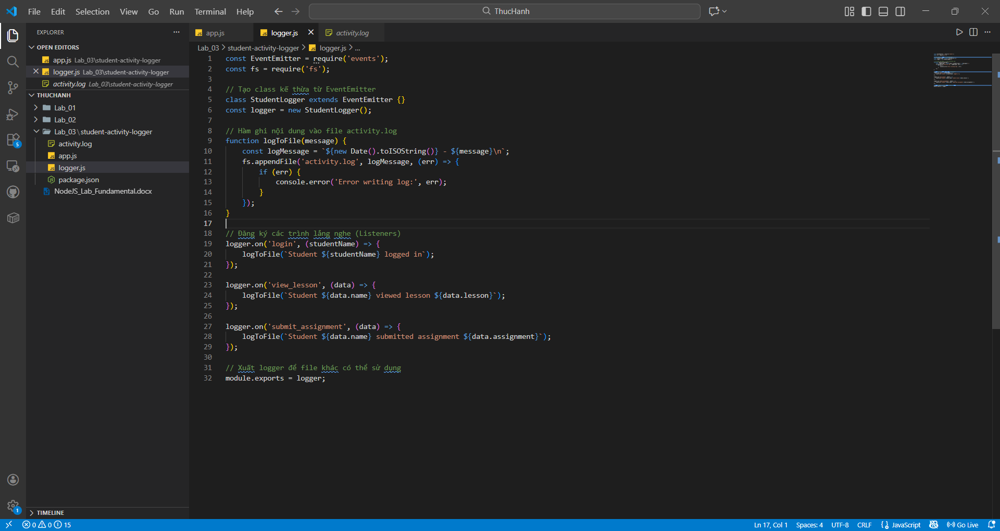 File Edit Selection View Go Run Terminal Help
ThucHanh
EXPLORER
OPEN EDITORS
app.js Lab_03\student-activity-logger
logger.js Lab_03\student-activity-logger
activity.log Lab_03\student-activity-logger
THUCHANH
Lab_01
Lab_02
Lab_03\student-activity-logger
activity.log
app.js
logger.js
package.json
NodeJS_Lab_Fundamental.docx
TIMELINE
5
1
app.js logger.js activity.log
Lab_03 > student-activity-logger > logger.js > ...
1 const EventEmitter = require('events');
2 const fs = require('fs');
3
4 // Tạo class kế thừa từ EventEmitter
5 class StudentLogger extends EventEmitter {}
6 const logger = new StudentLogger();
7
8 // Hàm ghi nội dung vào file activity.log
9 function logToFile(message) {
10 const logMessage = `${new Date().toISOString()} - ${message}\n`;
11 fs.appendFile('activity.log', logMessage, (err) => {
12 if (err) {
13 console.error('Error writing log:', err);
14 }
15 });
16 }
17
18 // Đăng ký các trình lắng nghe (Listeners)
19 logger.on('login', (studentName) => {
20 logToFile(`Student ${studentName} logged in`);
21 });
22
23 logger.on('view_lesson', (data) => {
24 logToFile(`Student ${data.name} viewed lesson ${data.lesson}`);
25 });
26
27 logger.on('submit_assignment', (data) => {
28 logToFile(`Student ${data.name} submitted assignment ${data.assignment}`);
29 });
30
31 // Xuất logger để file khác có thể sử dụng
32 module.exports = logger;
0 0 15
Ln 17, Col 1 Spaces: 4 UTF-8 CRLF {} JavaScript Go Live